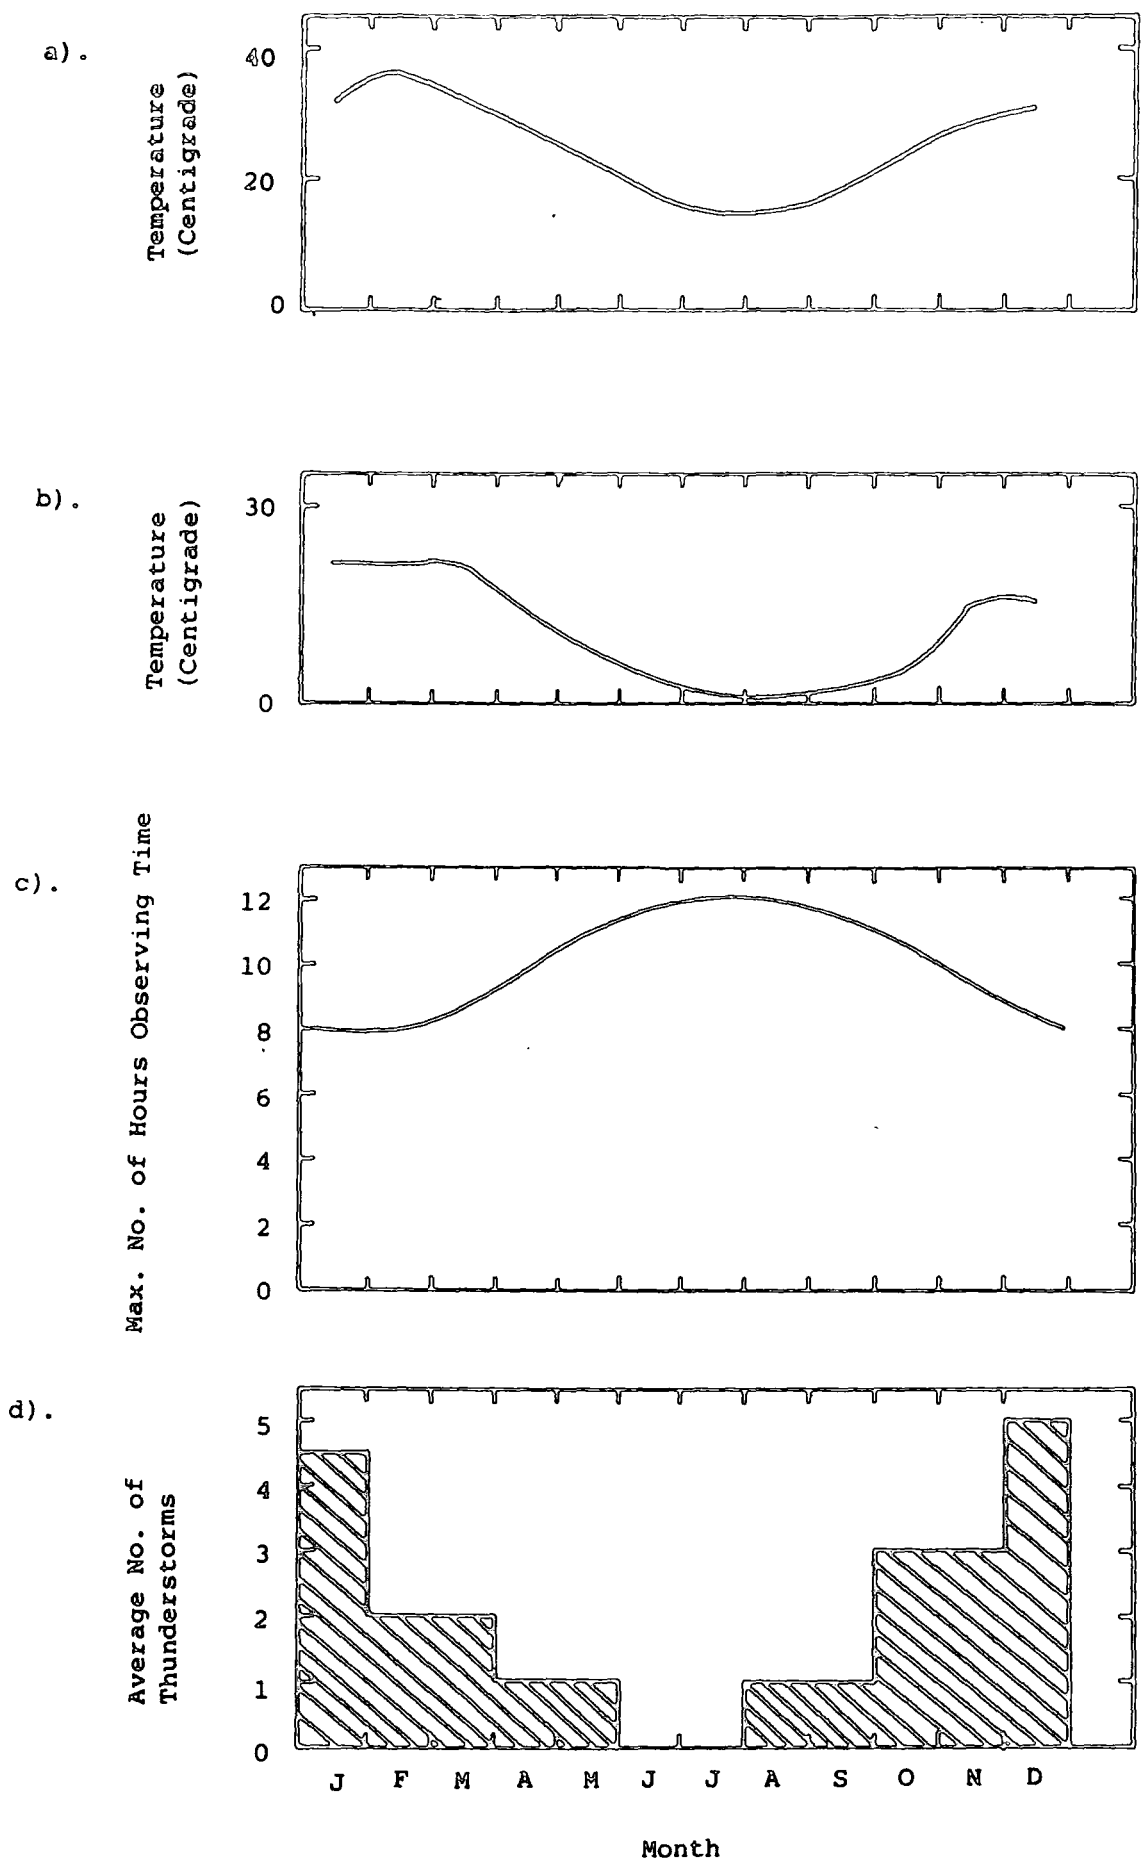 a).
Temperature
(Centigrade)
40
20
0
b).
Temperature
(Centigrade)
30
0
c).
Max. No. of Hours Observing Time
12
10
8
6
4
2
0
d).
Average No. of
Thunderstorms
5
4
3
2
1
0
J F M A M J J A S O N D
Month